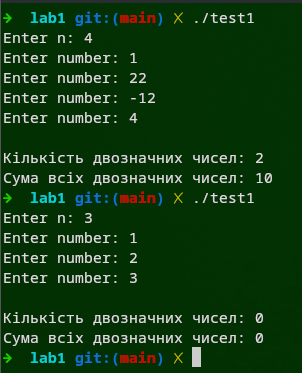 → lab1 git:(main) ✗ ./test1
Enter n: 4
Enter number: 1
Enter number: 22
Enter number: -12
Enter number: 4

Кількість двозначних чисел: 2
Сума всіх двозначних чисел: 10
→ lab1 git:(main) ✗ ./test1
Enter n: 3
Enter number: 1
Enter number: 2
Enter number: 3

Кількість двозначних чисел: 0
Сума всіх двозначних чисел: 0
→ lab1 git:(main) ✗